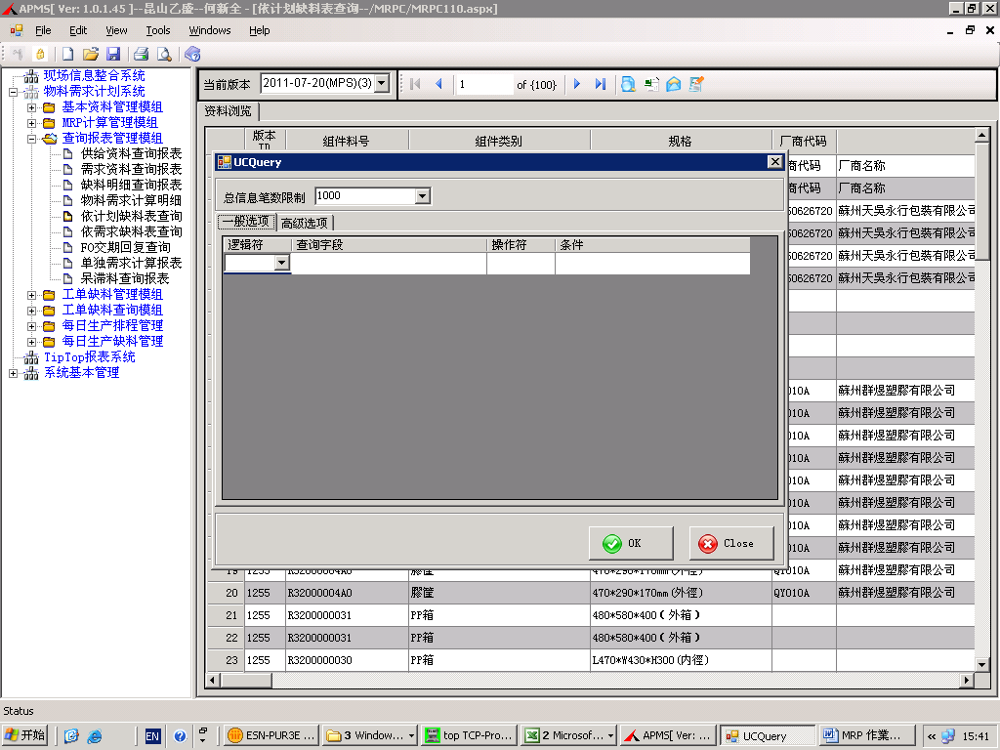 APMS[ Ver: 1.0.1.45 ]--昆山乙盛--何新全 - [依计划缺料表查询--/MRPC/MRPC110.aspx]
File Edit View Tools Windows Help
现场信息整合系统
物料需求计划系统
基本资料管理模组
MRP计算管理模组
查询报表管理模组
供给资料查询报表
需求资料查询报表
缺料明细查询报表
物料需求计算明细
依计划缺料表查询
依需求缺料表查询
FO交期回复查询
单独需求计算报表
呆滞料查询报表
工单缺料管理模组
工单缺料查询模组
每日生产排程管理
每日生产缺料管理
TipTop报表系统
系统基本管理
当前版本 2011-07-20(MPS)(3) 1 of {100}
资料浏览
版本 组件料号 组件类别 规格 厂商代码
商代码 厂商名称
商代码 厂商名称
50626720 蘇州天吳永行包裝有限公司
50626720 蘇州天吳永行包裝有限公司
50626720 蘇州天吳永行包裝有限公司
50626720 蘇州天吳永行包裝有限公司
010A 蘇州群煜塑膠有限公司
010A 蘇州群煜塑膠有限公司
010A 蘇州群煜塑膠有限公司
010A 蘇州群煜塑膠有限公司
010A 蘇州群煜塑膠有限公司
010A 蘇州群煜塑膠有限公司
010A 蘇州群煜塑膠有限公司
010A 蘇州群煜塑膠有限公司
UCQuery
总信息笔数限制 1000
一般选项 高级选项
逻辑符 查询字段 操作符 条件
OK Close
19 1255 R32000004A0 膠筐 470*290*170mm(外徑) QY010A 蘇州群煜塑膠有限公司
20 1255 R32000004A0 膠筐 470*290*170mm(外徑) QY010A 蘇州群煜塑膠有限公司
21 1255 R3200000031 PP箱 480*580*400(外箱)
22 1255 R3200000031 PP箱 480*580*400(外箱)
23 1255 R3200000030 PP箱 L470*W430*H300(内徑)
Status
开始 EN ESN-PUR3E ... 3 Window... top TCP-Pro... 2 Microsof... APMS[ Ver: ... UCQuery MRP 作業... « 15:41